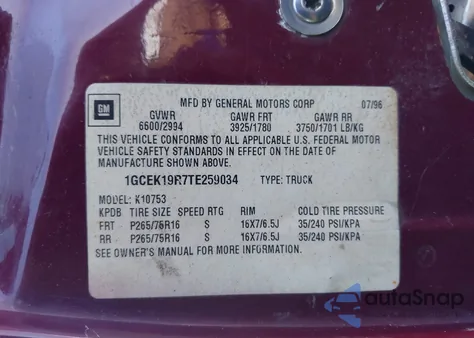 GM
MFD BY GENERAL MOTORS CORP 07/96
GVWR GAWR FRT GAWR RR
6600/2994 3925/1780 3750/1701 LB/KG
THIS VEHICLE CONFORMS TO ALL APPLICABLE U.S. FEDERAL MOTOR
VEHICLE SAFETY STANDARDS IN EFFECT ON THE DATE OF
MANUFACTURE SHOWN ABOVE.
1GCEK19R7TE259034 TYPE: TRUCK
MODEL: K10753
KPDB TIRE SIZE SPEED RTG RIM COLD TIRE PRESSURE
FRT P265/75R16 S 16X7/6.5J 35/240 PSI/KPA
RR P265/75R16 S 16X7/6.5J 35/240 PSI/KPA
SEE OWNER'S MANUAL FOR MORE INFORMATION.
autoSnap